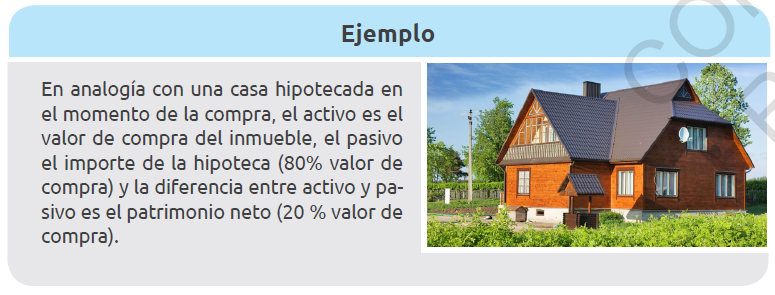 Ejemplo
En analogía con una casa hipotecada en
el momento de la compra, el activo es el
valor de compra del inmueble, el pasivo
el importe de la hipoteca (80% valor de
compra) y la diferencia entre activo y pa-
sivo es el patrimonio neto (20 % valor de
compra).